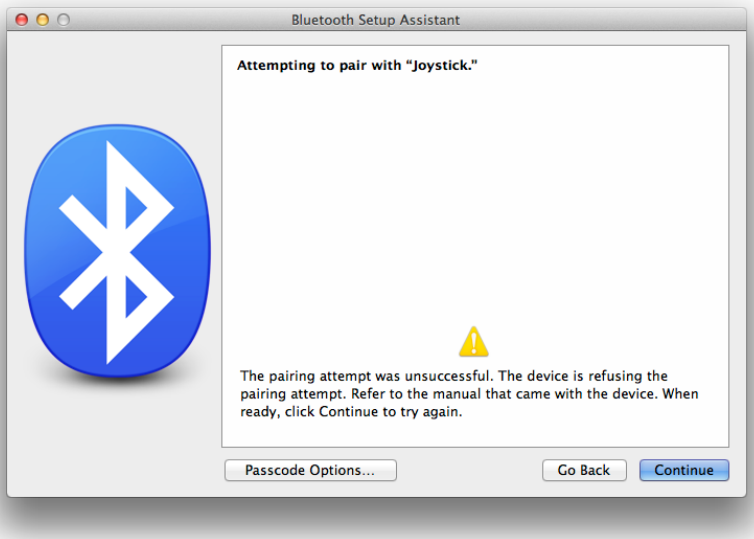 Bluetooth Setup Assistant
Attempting to pair with “Joystick."
The pairing attempt was unsuccessful. The device is refusing the
pairing attempt. Refer to the manual that came with the device. When
ready, click Continue to try again.
Passcode Options...
Go Back
Continue